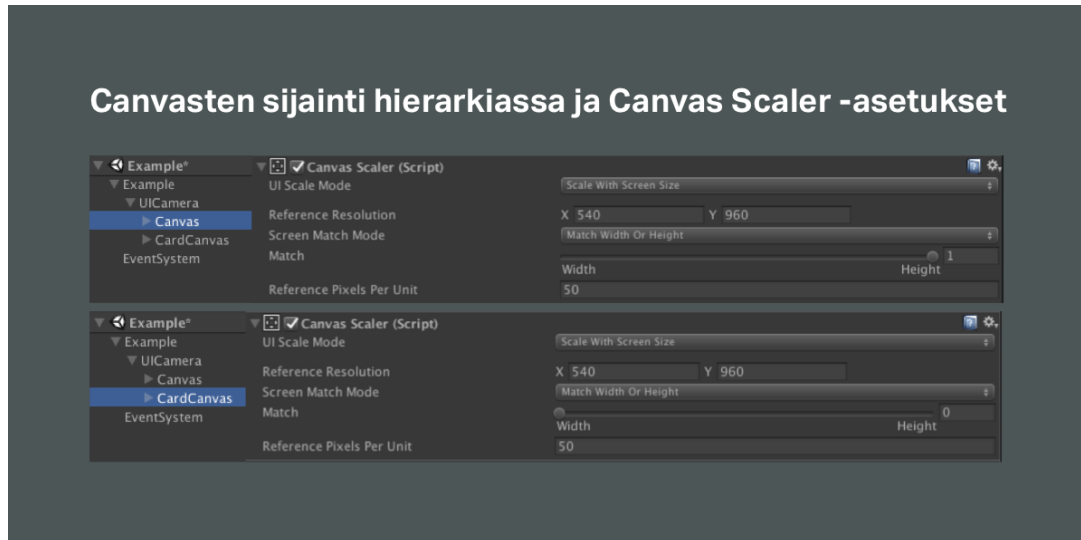 Canvasten sijainti hierarkiassa ja Canvas Scaler -asetukset
Example* Canvas Scaler (Script)
Example UI Scale Mode Scale With Screen Size
UICamera
Canvas Reference Resolution X 540 Y 960
CardCanvas Screen Match Mode Match Width Or Height
EventSystem Match 1
Width Height
Reference Pixels Per Unit 50
Example* Canvas Scaler (Script)
Example UI Scale Mode Scale With Screen Size
UICamera
Canvas Reference Resolution X 540 Y 960
CardCanvas Screen Match Mode Match Width Or Height
EventSystem Match 0
Width Height
Reference Pixels Per Unit 50